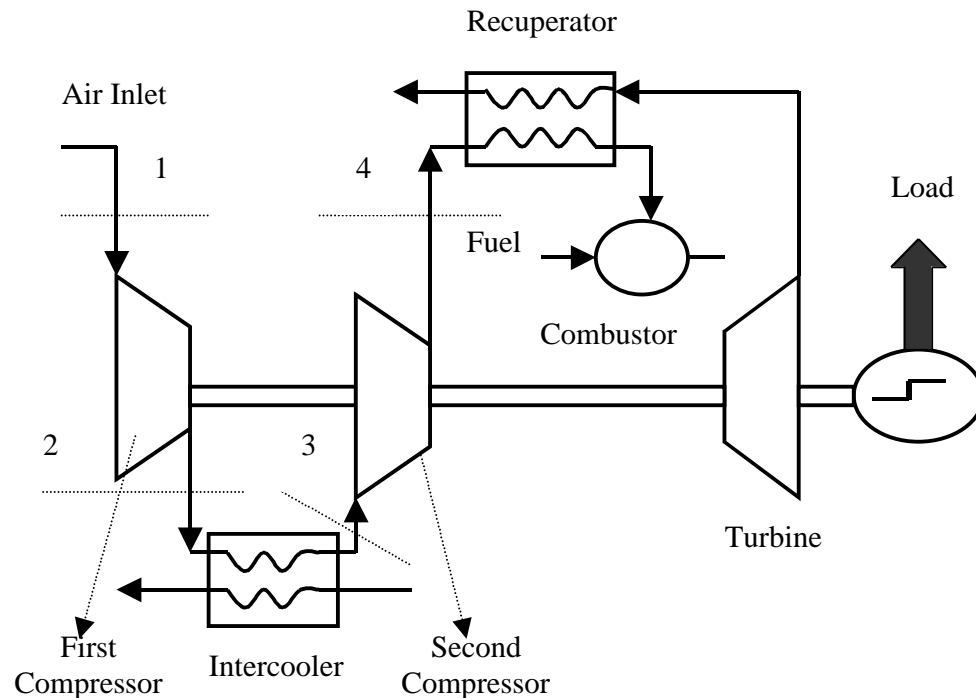 Recuperator
Air Inlet
1
4
Load
Fuel
Combustor
2
3
Turbine
First
Compressor
Intercooler
Second
Compressor